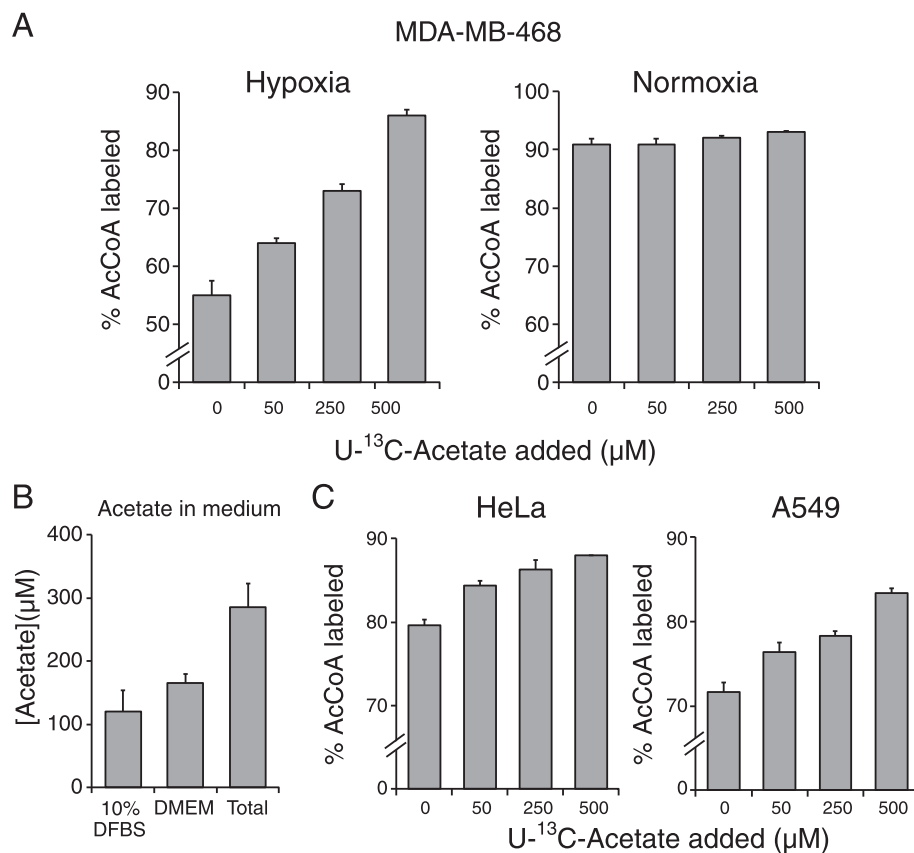 A
MDA-MB-468
Hypoxia
Normoxia
% AcCoA labeled
90
80
70
60
50
0
0 50 250 500
% AcCoA labeled
100
90
80
70
60
0
0 50 250 500
U-¹³C-Acetate added (µM)
B
Acetate in medium
[Acetate](µM)
400
300
200
100
0
10% DMEM Total
DFBS
C
HeLa
A549
% AcCoA labeled
90
80
70
0
0 50 250 500
% AcCoA labeled
90
80
70
0
0 50 250 500
U-¹³C-Acetate added (µM)